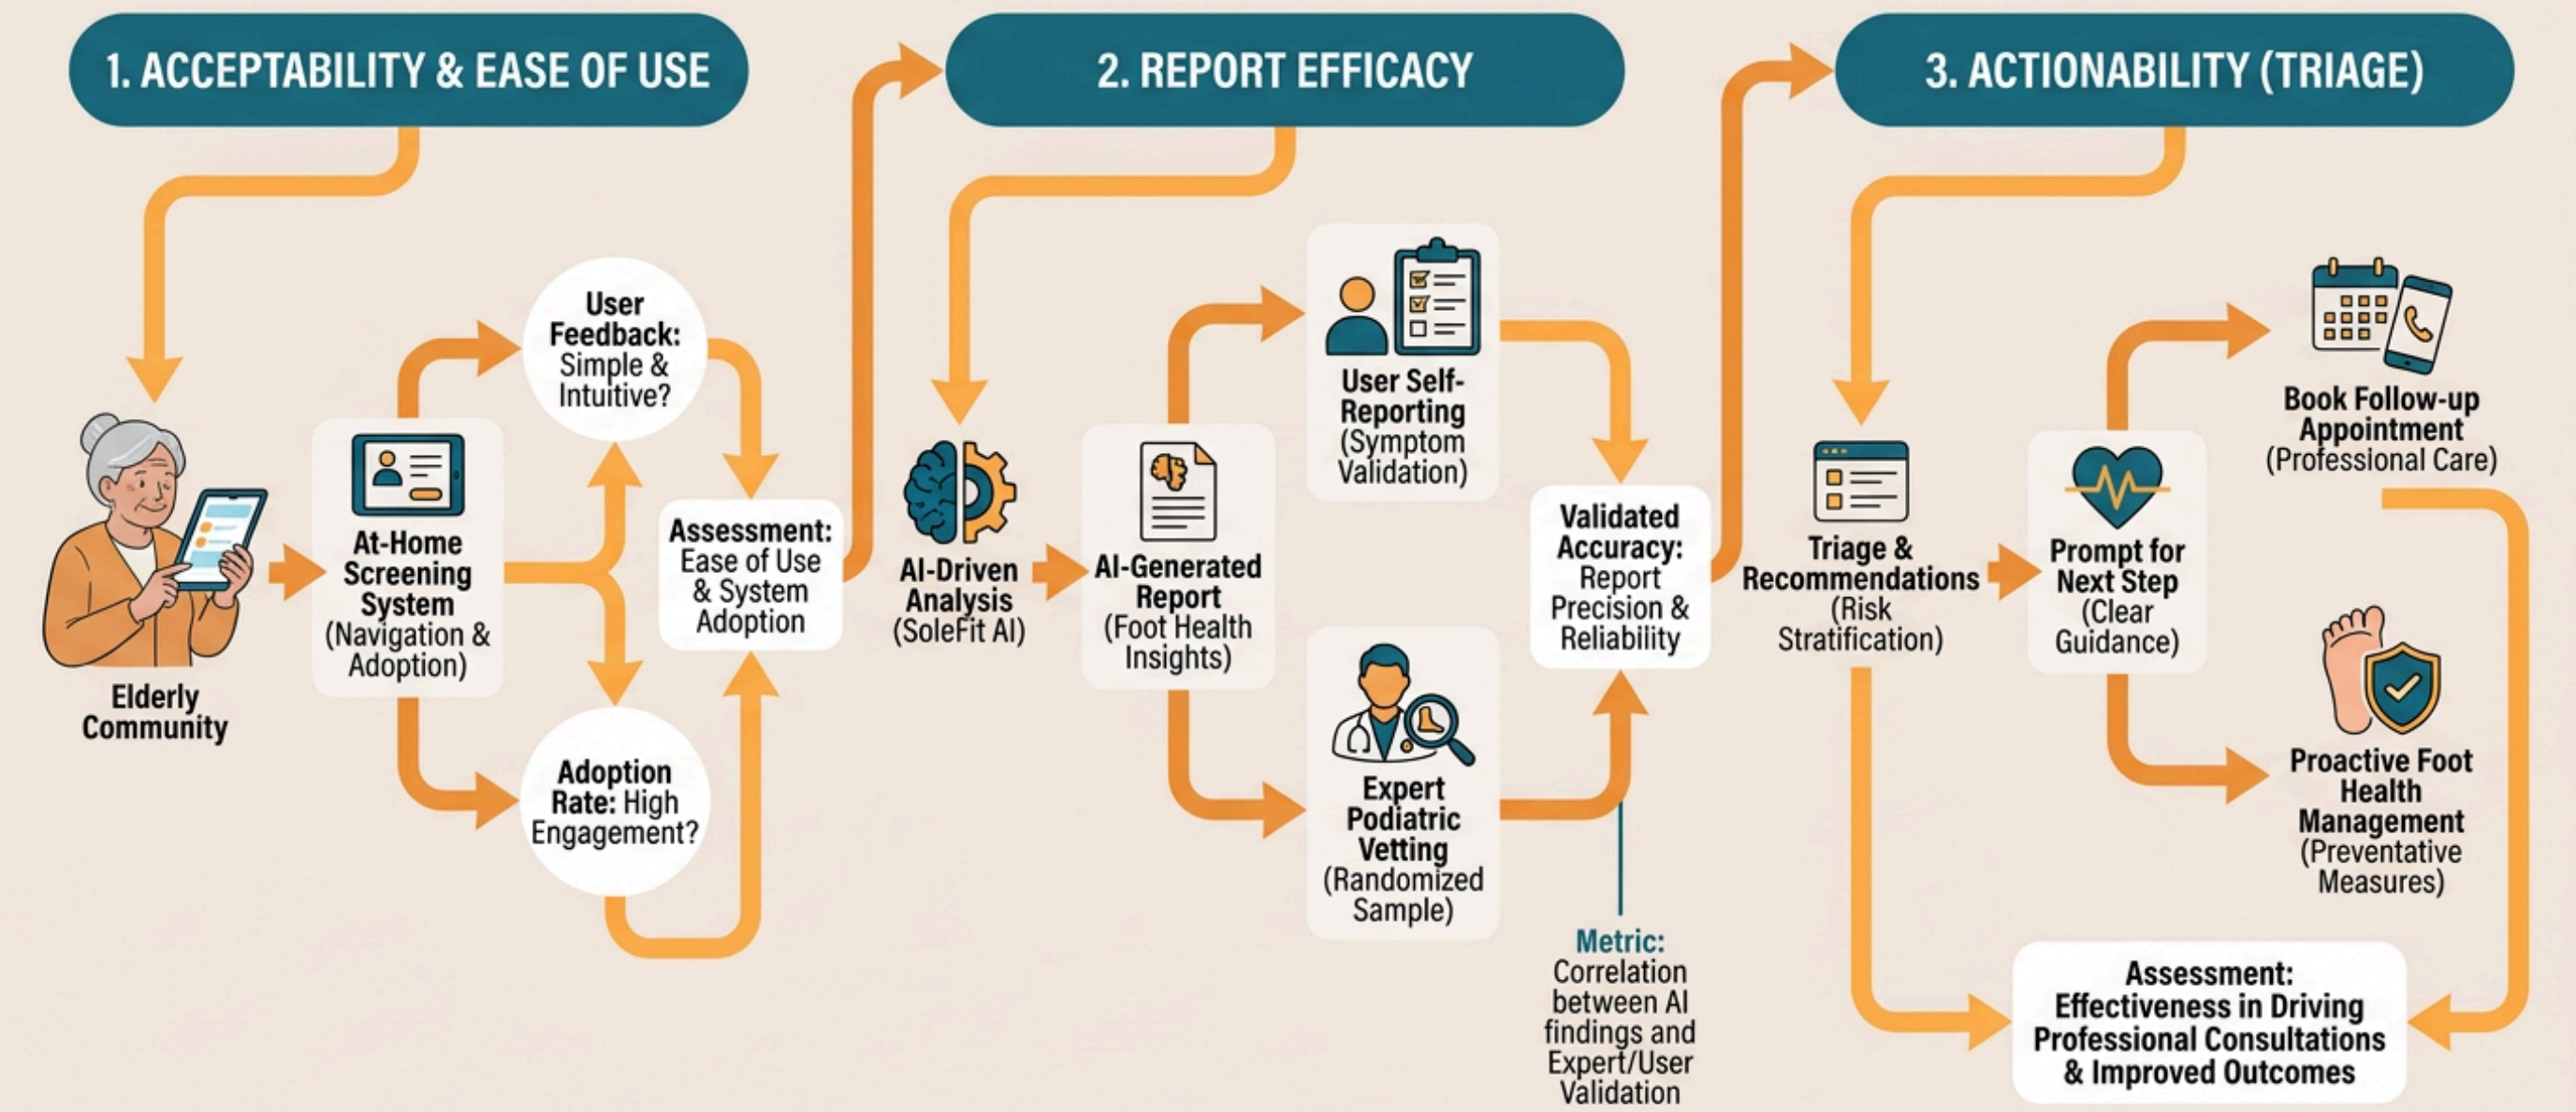 1. ACCEPTABILITY & EASE OF USE
User
Feedback:
Simple &
Intuitive?
At-Home
Screening
System
(Navigation &
Adoption)
Elderly
Community
Assessment:
Ease of Use
& System
Adoption
Adoption
Rate: High
Engagement?
2. REPORT EFFICACY
AI-Driven
Analysis
(SoleFit AI)
AI-Generated
Report
(Foot Health
Insights)
User Self-
Reporting
(Symptom
Validation)
Expert
Podiatric
Vetting
(Randomized
Sample)
Validated
Accuracy:
Report
Precision &
Reliability
Metric:
Correlation
between AI
findings and
Expert/User
Validation
3. ACTIONABILITY (TRIAGE)
Triage &
Recommendations
(Risk
Stratification)
Prompt for
Next Step
(Clear
Guidance)
Book Follow-up
Appointment
(Professional Care)
Proactive Foot
Health
Management
(Preventative
Measures)
Assessment:
Effectiveness in Driving
Professional Consultations
& Improved Outcomes